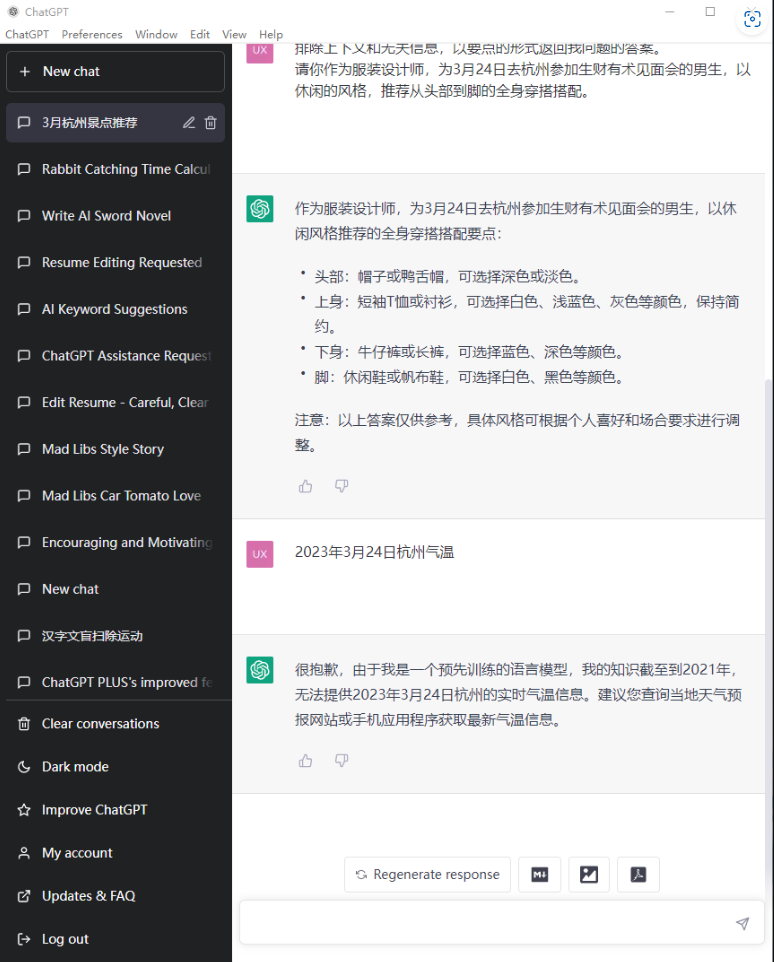 ChatGPT
ChatGPT Preferences Window Edit View Help
New chat
3月杭州景点推荐
Rabbit Catching Time Calcul
Write AI Sword Novel
Resume Editing Requested
AI Keyword Suggestions
ChatGPT Assistance Request
Edit Resume - Careful, Clear
Mad Libs Style Story
Mad Libs Car Tomato Love
Encouraging and Motivating
New chat
汉字文盲扫除运动
ChatGPT PLUS's improved fe
Clear conversations
Dark mode
Improve ChatGPT
My account
Updates & FAQ
Log out
UX
排除上下文和无关信息，以要点的形式返回我问题的答案。
请你作为服装设计师，为3月24日去杭州参加生财有术见面会的男生，以
休闲的风格，推荐从头部到脚的全身穿搭搭配。
作为服装设计师，为3月24日去杭州参加生财有术见面会的男生，以休
闲风格推荐的全身穿搭搭配要点：
• 头部：帽子或鸭舌帽，可选择深色或淡色。
• 上身：短袖T恤或衬衫，可选择白色、浅蓝色、灰色等颜色，保持简
约。
• 下身：牛仔裤或长裤，可选择蓝色、深色等颜色。
• 脚：休闲鞋或帆布鞋，可选择白色、黑色等颜色。
注意：以上答案仅供参考，具体风格可根据个人喜好和场合要求进行调
整。
UX
2023年3月24日杭州气温
很抱歉，由于我是一个预先训练的语言模型，我的知识截至到2021年，
无法提供2023年3月24日杭州的实时气温信息。建议您查询当地天气预
报网站或手机应用程序获取最新气温信息。
Regenerate response
M↓